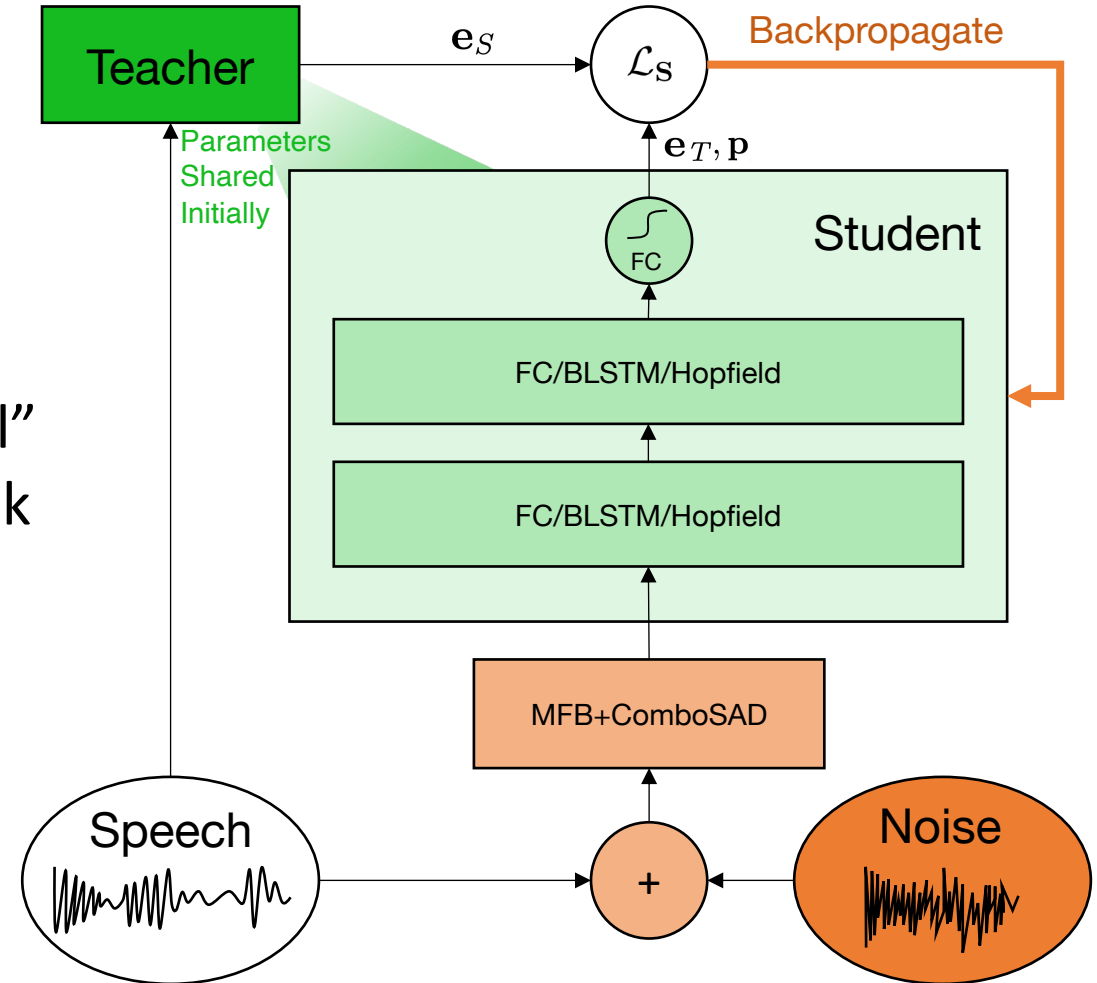 Teacher
e_S
ℒ_S
Backpropagate
Parameters
Shared
Initially
e_T, p
Student
FC
FC/BLSTM/Hopfield
l”
k
FC/BLSTM/Hopfield
MFB+ComboSAD
Speech
+
Noise